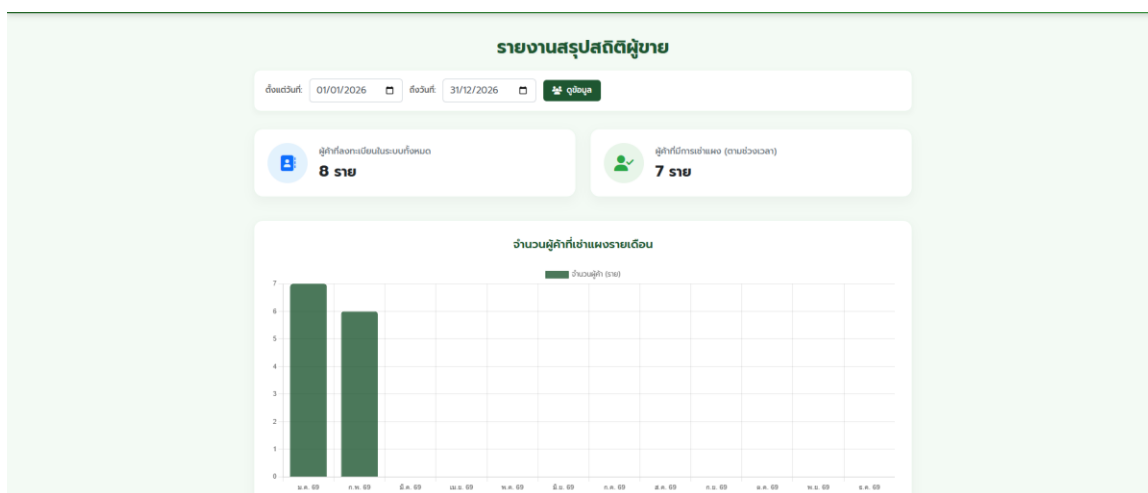 รายงานสรุปสถิติผู้ขาย
ตั้งแต่วันที่: 01/01/2026 ถึงวันที่: 31/12/2026 ดูข้อมูล
ผู้ค้าที่ลงทะเบียนในระบบทั้งหมด
8 ราย
ผู้ค้าที่มีการเช่าแผง (ตามช่วงเวลา)
7 ราย
จำนวนผู้ค้าที่เช่าแผงรายเดือน
จำนวนผู้ค้า (ราย)
7
6
5
4
3
2
1
0
ม.ค. 69 ก.พ. 69 มี.ค. 69 เม.ย. 69 พ.ค. 69 มิ.ย. 69 ก.ค. 69 ส.ค. 69 ก.ย. 69 ต.ค. 69 พ.ย. 69 ธ.ค. 69